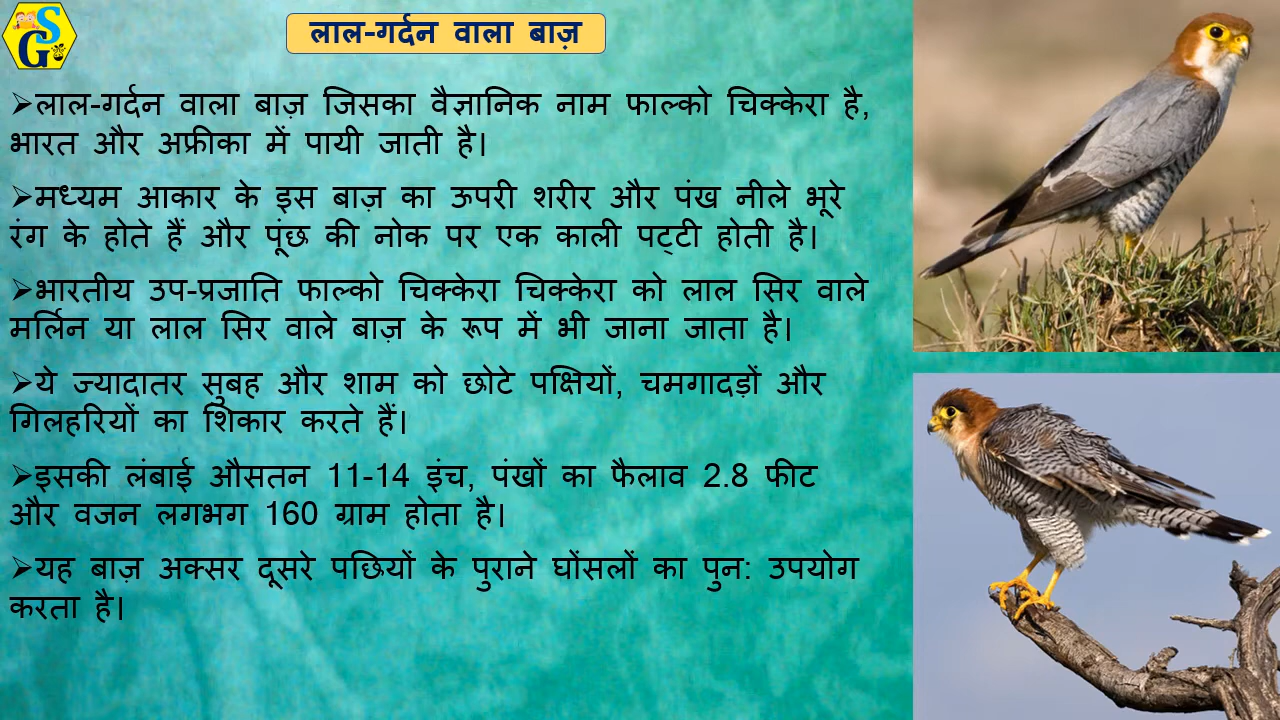 SG
लाल-गर्दन वाला बाज़
➢लाल-गर्दन वाला बाज़ जिसका वैज्ञानिक नाम फाल्को चिक्केरा है,
भारत और अफ्रीका में पायी जाती है।
➢मध्यम आकार के इस बाज़ का ऊपरी शरीर और पंख नीले भूरे
रंग के होते हैं और पूंछ की नोक पर एक काली पट्टी होती है।
➢भारतीय उप-प्रजाति फाल्को चिक्केरा चिक्केरा को लाल सिर वाले
मर्लिन या लाल सिर वाले बाज़ के रूप में भी जाना जाता है।
➢ये ज्यादातर सुबह और शाम को छोटे पक्षियों, चमगादड़ों और
गिलहरियों का शिकार करते हैं।
➢इसकी लंबाई औसतन 11-14 इंच, पंखों का फैलाव 2.8 फीट
और वजन लगभग 160 ग्राम होता है।
➢यह बाज़ अक्सर दूसरे पछियों के पुराने घोंसलों का पुन: उपयोग
करता है।